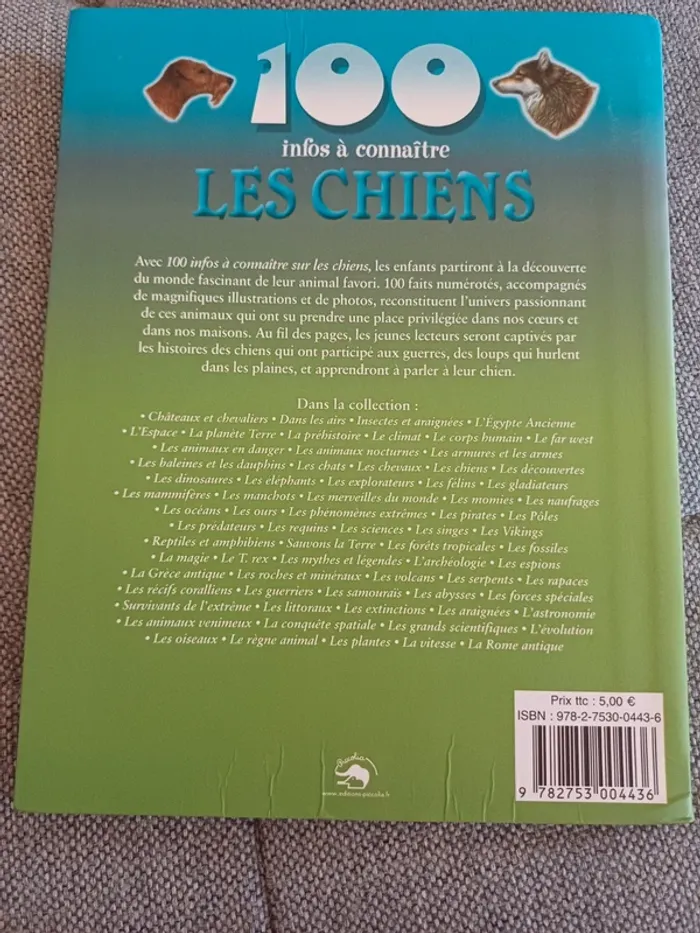 100
infos à connaître
LES CHIENS
Avec 100 infos à connaître sur les chiens, les enfants partiront à la découverte
du monde fascinant de leur animal favori. 100 faits numérotés, accompagnés
de magnifiques illustrations et de photos, reconstituent l'univers passionnant
de ces animaux qui ont su prendre une place privilégiée dans nos cœurs et
dans nos maisons. Au fil des pages, les jeunes lecteurs seront captivés par
les histoires des chiens qui ont participé aux guerres, des loups qui hurlent
dans les plaines, et apprendront à parler à leur chien.
Dans la collection :
• Châteaux et chevaliers • Dans les airs • Insectes et araignées • L'Égypte Ancienne
• L'Espace • La planète Terre • La préhistoire • Le climat • Le corps humain • Le far west
• Les animaux en danger • Les animaux nocturnes • Les armures et les armes
• Les baleines et les dauphins • Les chats • Les chevaux • Les chiens • Les découvertes
• Les dinosaures • Les éléphants • Les explorateurs • Les félins • Les gladiateurs
• Les mammifères • Les manchots • Les merveilles du monde • Les momies • Les naufrages
• Les océans • Les ours • Les phénomènes extrêmes • Les pirates • Les Pôles
• Les prédateurs • Les requins • Les sciences • Les singes • Les Vikings
• Reptiles et amphibiens • Sauvons la Terre • Les forêts tropicales • Les fossiles
• La magie • Le T. rex • Les mythes et légendes • L'archéologie • Les espions
• La Grèce antique • Les roches et minéraux • Les volcans • Les serpents • Les rapaces
• Les récifs coralliens • Les guerriers • Les samouraïs • Les abysses • Les forces spéciales
• Survivants de l'extrême • Les littoraux • Les extinctions • Les araignées • L'astronomie
• Les animaux venimeux • La conquête spatiale • Les grands scientifiques • L'évolution
• Les oiseaux • Le règne animal • Les plantes • La vitesse • La Rome antique
Prix ttc : 5,00 €
ISBN : 978-2-7530-0443-6
9 782753 004436
Piccolia
www.editions-piccolia.fr